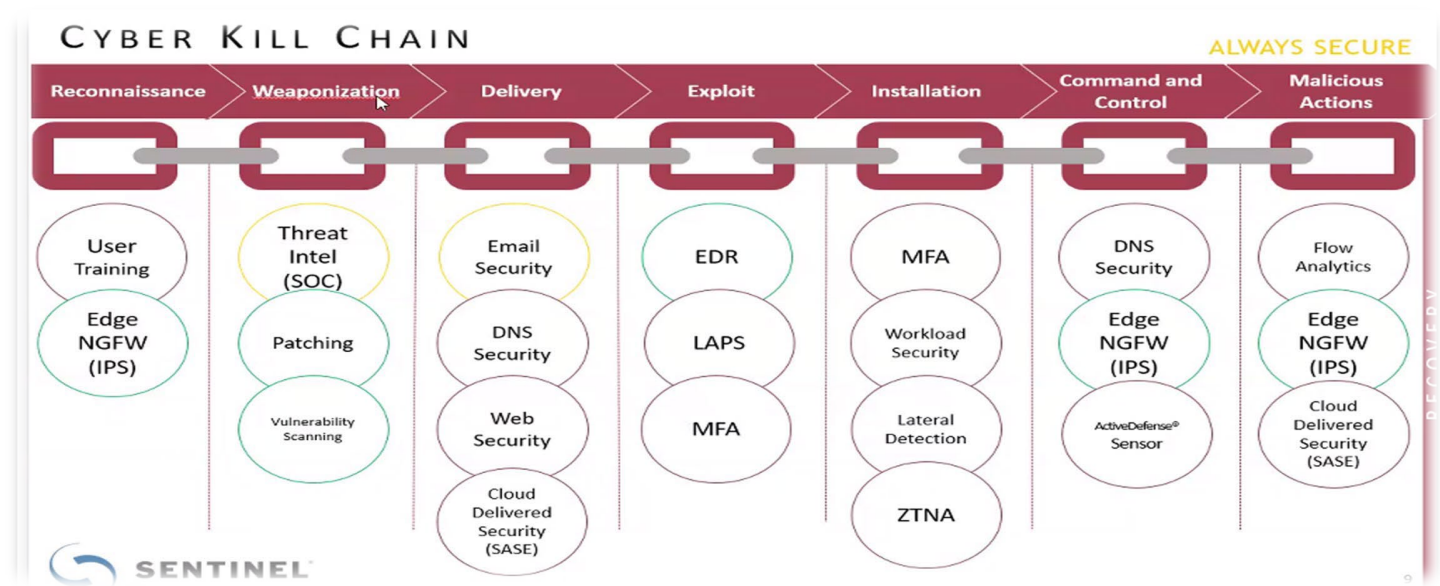 CYBER KILL CHAIN
ALWAYS SECURE
Reconnaissance
Weaponization
Delivery
Exploit
Installation
Command and
Control
Malicious
Actions
User
Training
Edge
NGFW
(IPS)
Threat
Intel
(SOC)
Patching
Vulnerability
Scanning
Email
Security
DNS
Security
Web
Security
Cloud
Delivered
Security
(SASE)
EDR
LAPS
MFA
MFA
Workload
Security
Lateral
Detection
ZTNA
DNS
Security
Edge
NGFW
(IPS)
ActiveDefense®
Sensor
Flow
Analytics
Edge
NGFW
(IPS)
Cloud
Delivered
Security
(SASE)
RECOVERY
SENTINEL
9